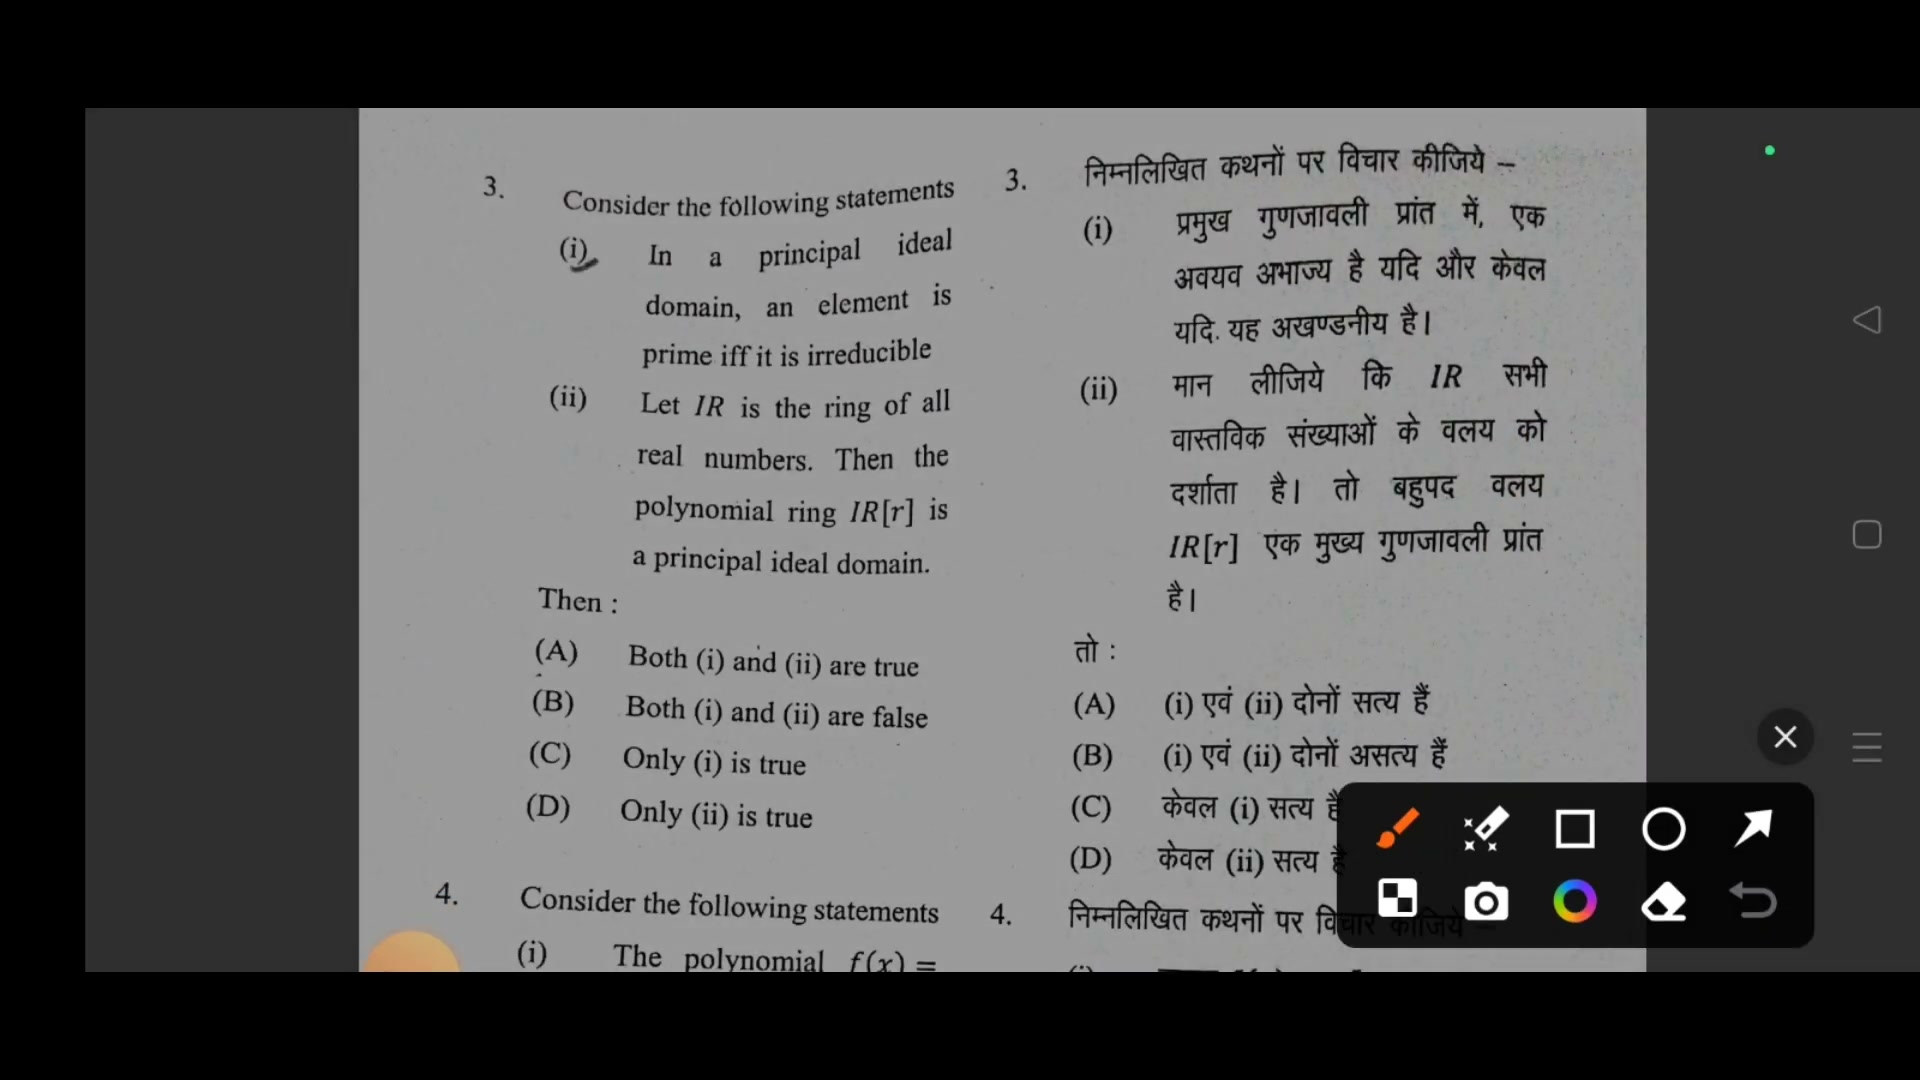 3.
Consider the following statements
(i) In a principal ideal
domain, an element is
prime iff it is irreducible
(ii) Let IR is the ring of all
real numbers. Then the
polynomial ring IR[r] is
a principal ideal domain.
Then :
(A) Both (i) and (ii) are true
(B) Both (i) and (ii) are false
(C) Only (i) is true
(D) Only (ii) is true
4. Consider the following statements
(i) The polynomial f(x) =
3. निम्नलिखित कथनों पर विचार कीजिये –
(i) प्रमुख गुणजावली प्रांत में, एक
अवयव अभाज्य है यदि और केवल
यदि. यह अखण्डनीय है।
(ii) मान लीजिये कि IR सभी
वास्तविक संख्याओं के वलय को
दर्शाता है। तो बहुपद वलय
IR[r] एक मुख्य गुणजावली प्रांत
है।
तो :
(A) (i) एवं (ii) दोनों सत्य हैं
(B) (i) एवं (ii) दोनों असत्य हैं
(C) केवल (i) सत्य है
(D) केवल (ii) सत्य है
4. निम्नलिखित कथनों पर विचार कीजिये –